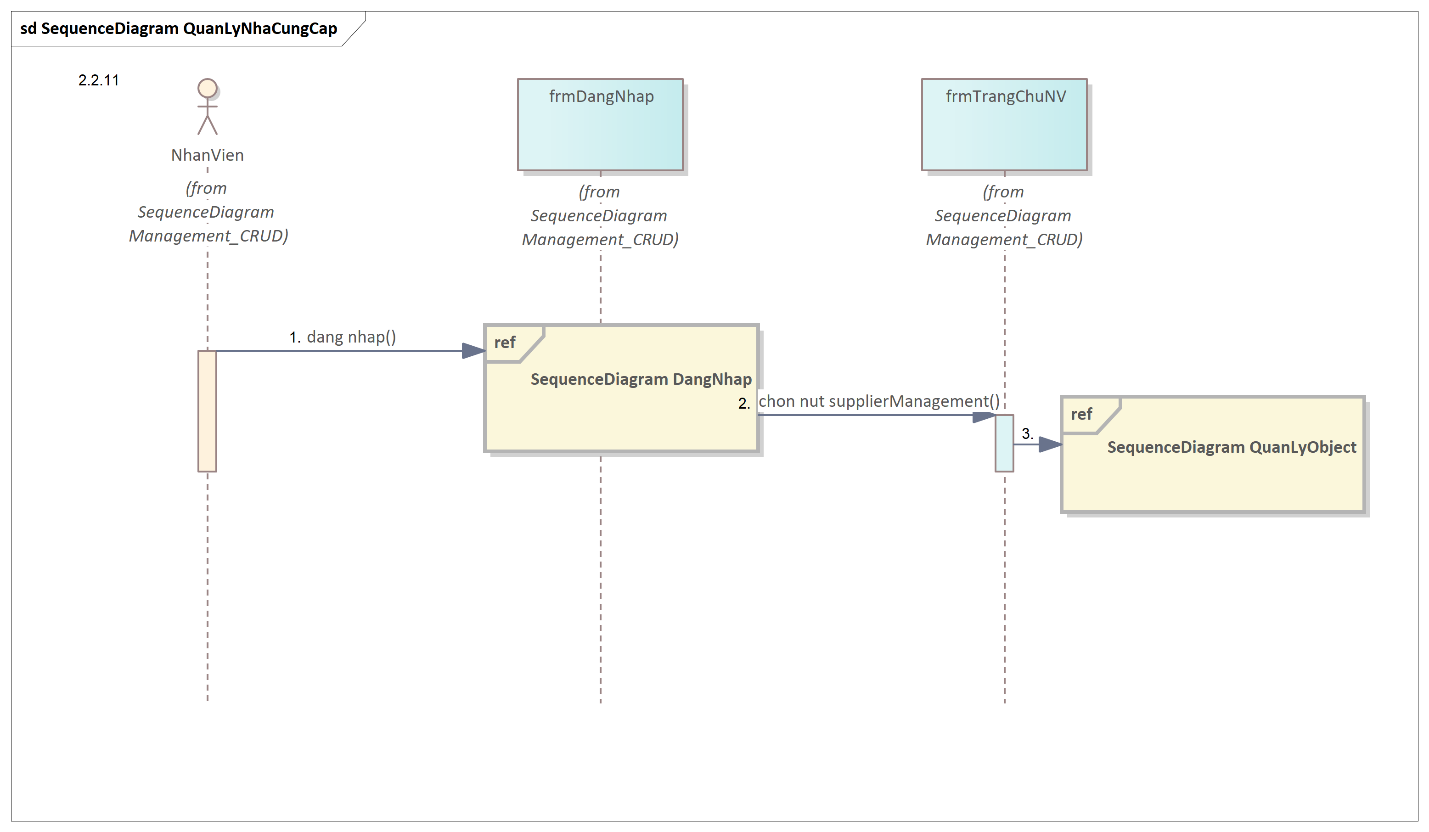 sd SequenceDiagram QuanLyNhaCungCap
2.2.11
NhanVien
(from
SequenceDiagram
Management_CRUD)
frmDangNhap
(from
SequenceDiagram
Management_CRUD)
frmTrangChuNV
(from
SequenceDiagram
Management_CRUD)
1. dang nhap()
ref
SequenceDiagram DangNhap
2. chon nut supplierManagement()
3.
ref
SequenceDiagram QuanLyObject